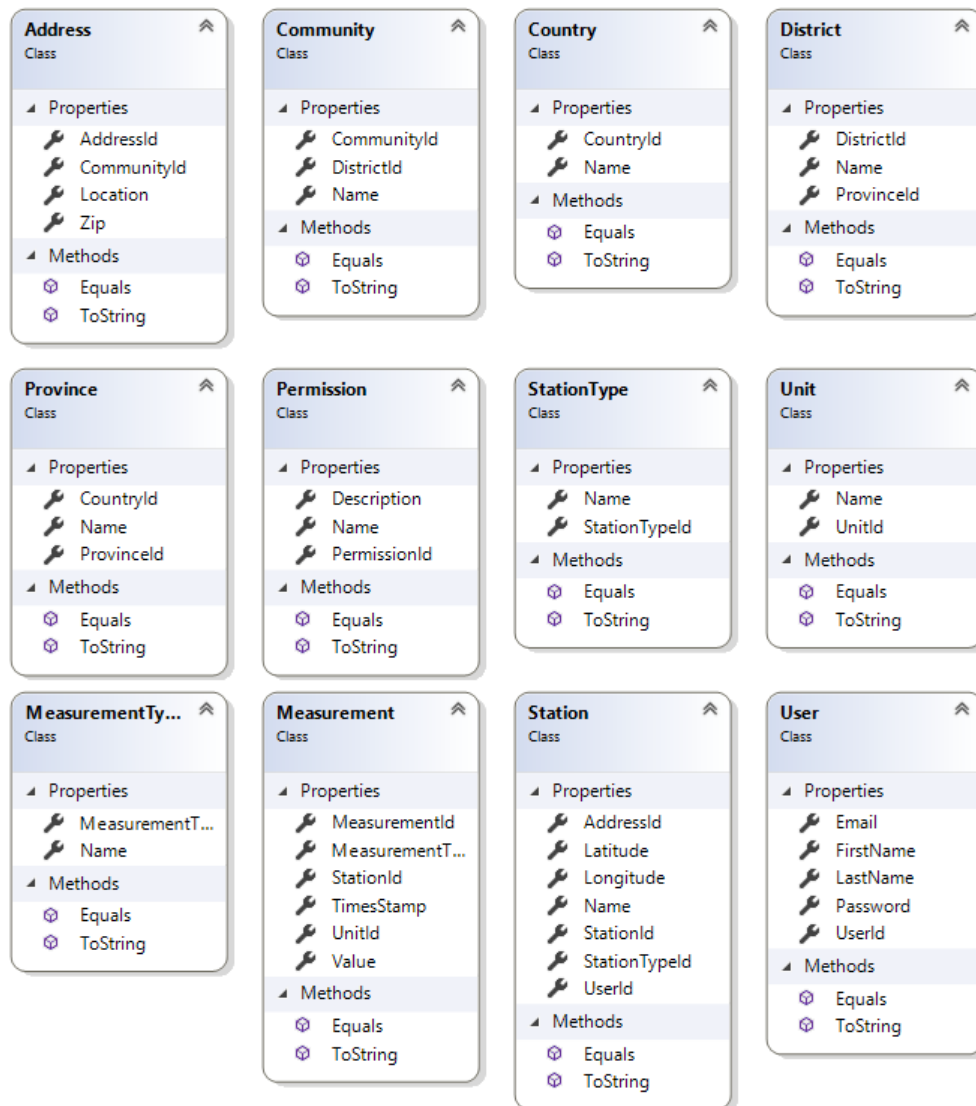 Address
Class
Properties
AddressId
CommunityId
Location
Zip
Methods
Equals
ToString
Community
Class
Properties
CommunityId
DistrictId
Name
Methods
Equals
ToString
Country
Class
Properties
CountryId
Name
Methods
Equals
ToString
District
Class
Properties
DistrictId
Name
ProvinceId
Methods
Equals
ToString
Province
Class
Properties
CountryId
Name
ProvinceId
Methods
Equals
ToString
Permission
Class
Properties
Description
Name
PermissionId
Methods
Equals
ToString
StationType
Class
Properties
Name
StationTypeId
Methods
Equals
ToString
Unit
Class
Properties
Name
UnitId
Methods
Equals
ToString
MeasurementTy...
Class
Properties
MeasurementT...
Name
Methods
Equals
ToString
Measurement
Class
Properties
MeasurementId
MeasurementT...
StationId
TimesStamp
UnitId
Value
Methods
Equals
ToString
Station
Class
Properties
AddressId
Latitude
Longitude
Name
StationId
StationTypeId
UserId
Methods
Equals
ToString
User
Class
Properties
Email
FirstName
LastName
Password
UserId
Methods
Equals
ToString